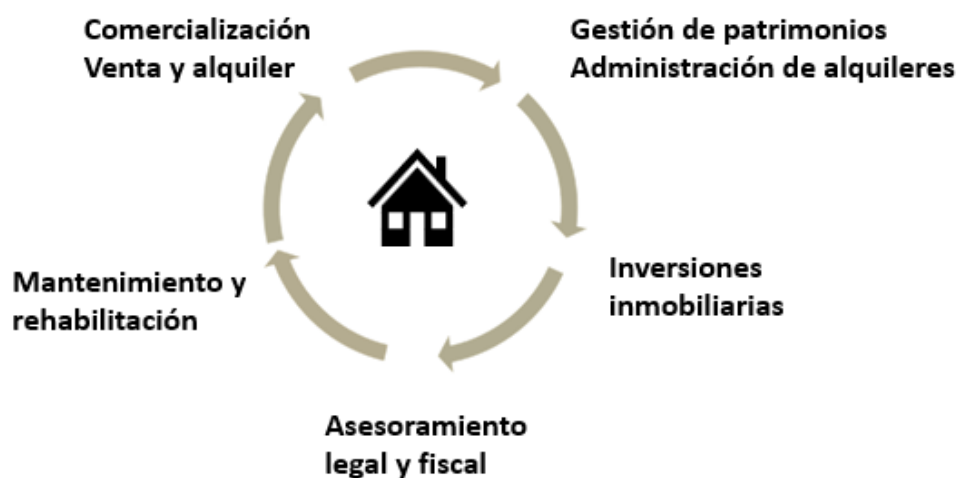 Comercialización
Venta y alquiler
Gestión de patrimonios
Administración de alquileres
Inversiones
inmobiliarias
Asesoramiento
legal y fiscal
Mantenimiento y
rehabilitación